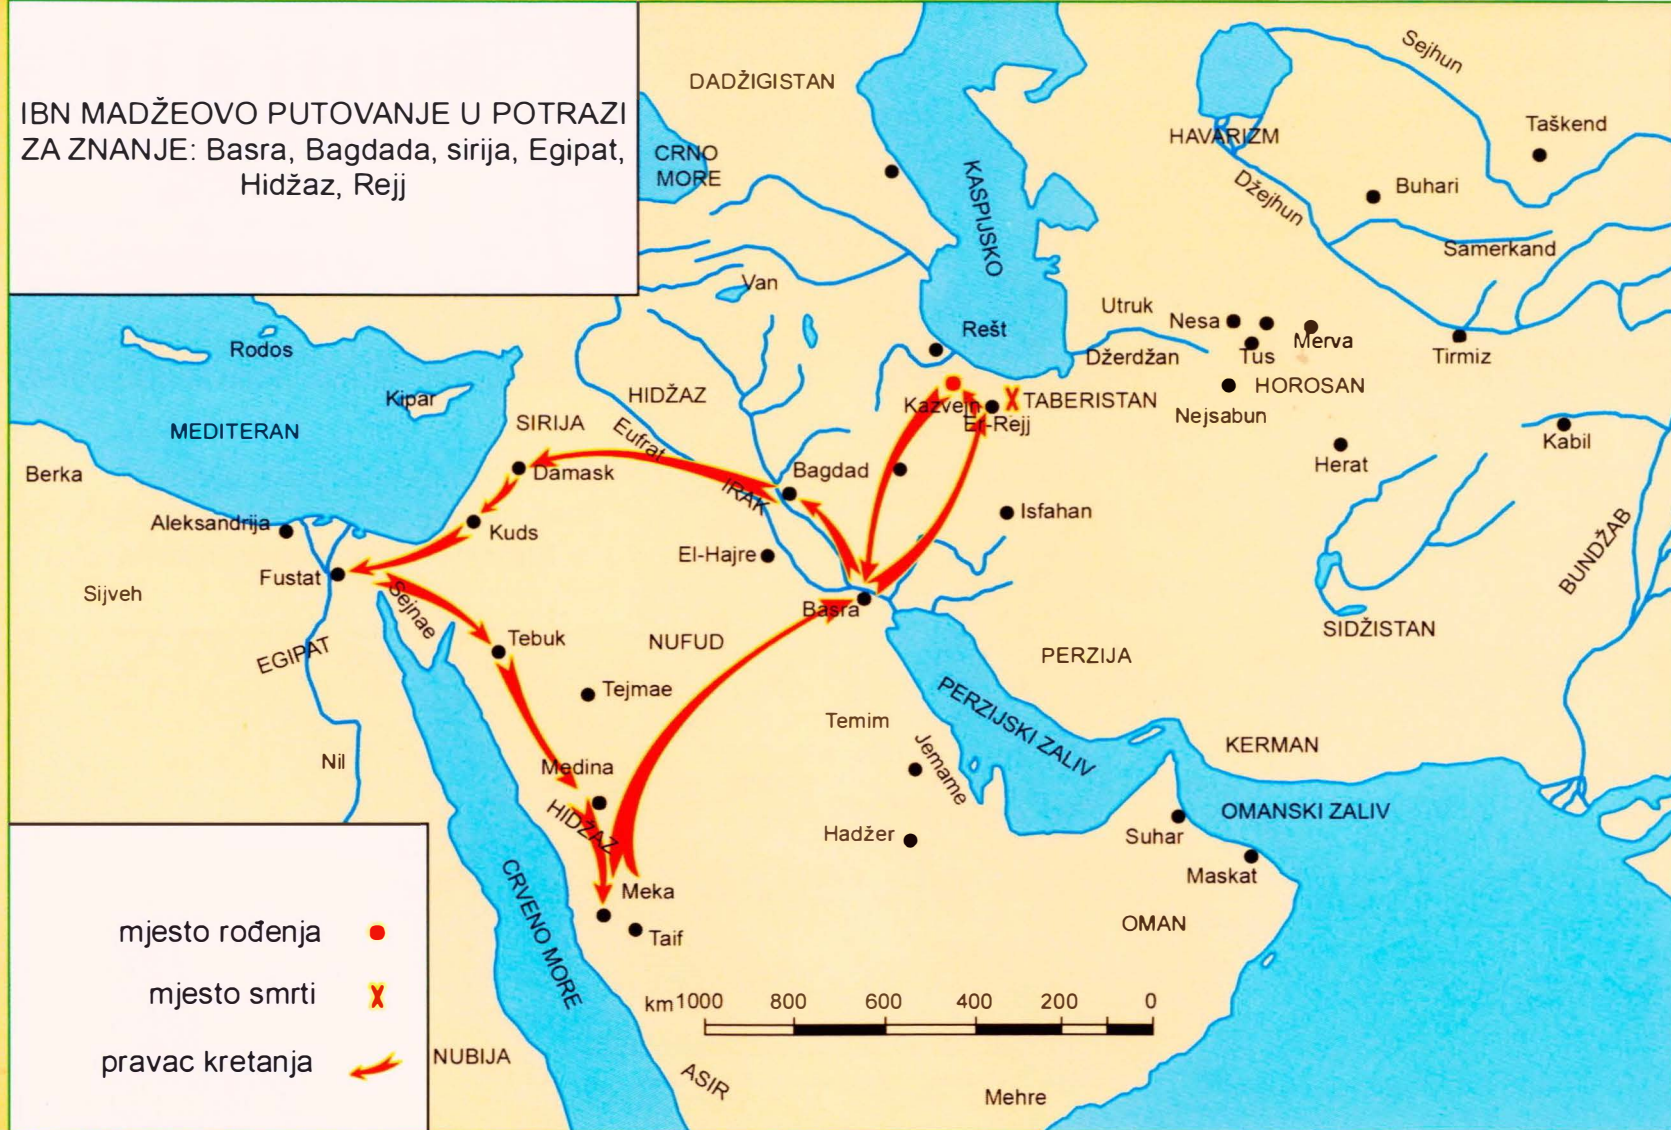 IBN MADŽEOVO PUTOVANJE U POTRAZI
ZA ZNANJE: Basra, Bagdada, sirija, Egipat,
Hidžaz, Rejj
DADŽIGISTAN
CRNO
MORE
KASPIJSKO
HAVARIZM
Sejhun
Taškend
Buhari
Džejhun
Samerkand
Van
Rešt
Utruk
Nesa
Merva
Džerdžan
Tus
Tirmiz
Rodos
Kipar
MEDITERAN
HIDŽAZ
SIRIJA
Eufrat
Kazvejn
Er-Rejj
TABERISTAN
HOROSAN
Nejsabun
Kabil
Herat
Berka
Damask
Bagdad
IRAK
Isfahan
Aleksandrija
Kuds
El-Hajre
BUNDŽAB
Fustat
Sijveh
Sejnae
Basra
SIDŽISTAN
EGIPAT
Tebuk
NUFUD
PERZIJA
Tejmae
Temim
PERZIJSKI ZALIV
KERMAN
Nil
Medina
Jemame
HIDŽAZ
Hadžer
Suhar
OMANSKI ZALIV
Maskat
CRVENO MORE
Meka
Taif
OMAN
mjesto rođenja
mjesto smrti
pravac kretanja
km 1000 800 600 400 200 0
NUBIJA
ASIR
Mehre